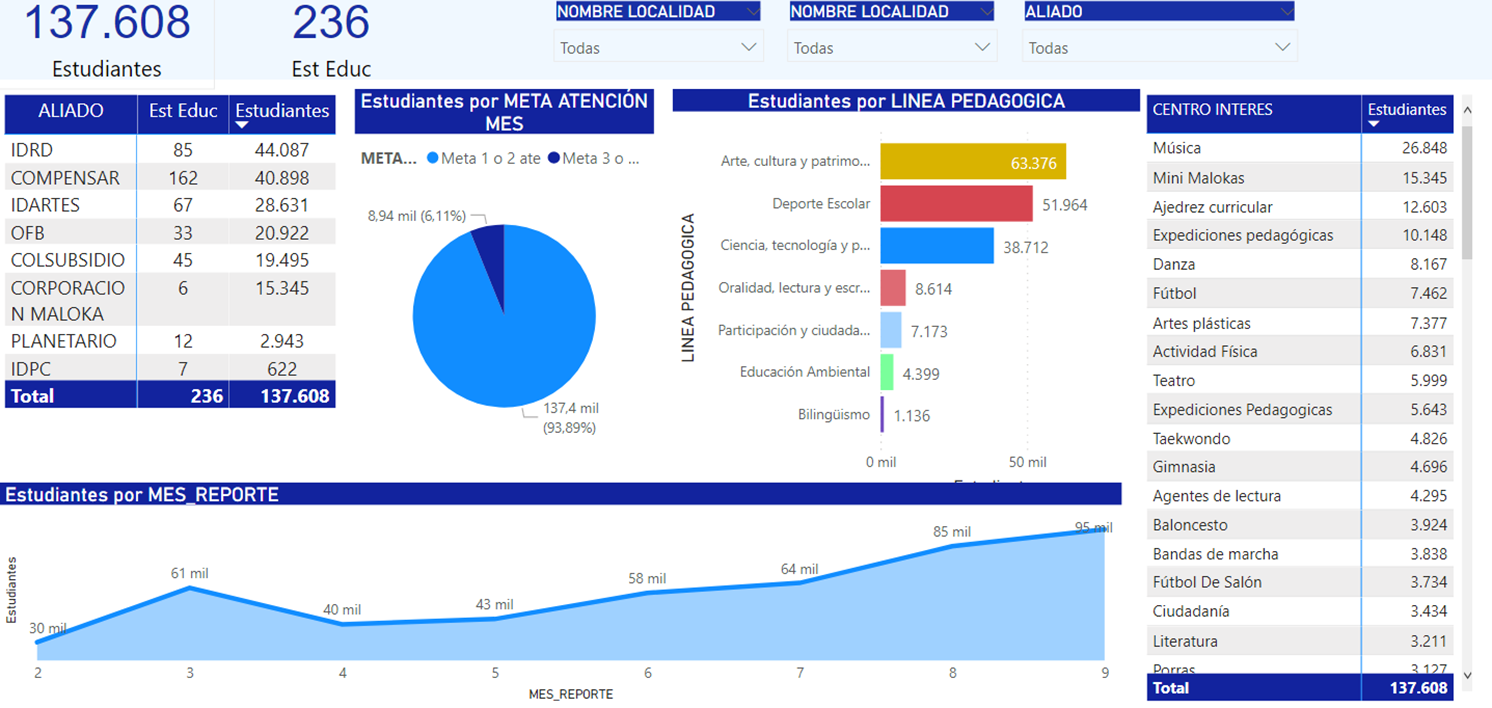 137.608
Estudiantes
236
Est Educ
NOMBRE LOCALIDAD
Todas
NOMBRE LOCALIDAD
Todas
ALIADO
Todas
ALIADO Est Educ Estudiantes
IDRD 85 44.087
COMPENSAR 162 40.898
IDARTES 67 28.631
OFB 33 20.922
COLSUBSIDIO 45 19.495
CORPORACIO 6 15.345
N MALOKA
PLANETARIO 12 2.943
IDPC 7 622
Total 236 137.608
Estudiantes por META ATENCIÓN
MES
META... Meta 1 o 2 ate Meta 3 o ...
8,94 mil (6,11%)
137,4 mil
(93,89%)
Estudiantes por LINEA PEDAGOGICA
LINEA PEDAGOGICA
Arte, cultura y patrimo... 63.376
Deporte Escolar 51.964
Ciencia, tecnología y p... 38.712
Oralidad, lectura y escr... 8.614
Participación y ciudada... 7.173
Educación Ambiental 4.399
Bilingüismo 1.136
0 mil 50 mil
CENTRO INTERES Estudiantes
Música 26.848
Mini Malokas 15.345
Ajedrez curricular 12.603
Expediciones pedagógicas 10.148
Danza 8.167
Fútbol 7.462
Artes plásticas 7.377
Actividad Física 6.831
Teatro 5.999
Expediciones Pedagogicas 5.643
Taekwondo 4.826
Gimnasia 4.696
Agentes de lectura 4.295
Baloncesto 3.924
Bandas de marcha 3.838
Fútbol De Salón 3.734
Ciudadanía 3.434
Literatura 3.211
Porras 3.127
Total 137.608
Estudiantes por MES_REPORTE
Estudiantes
30 mil
61 mil
40 mil
43 mil
58 mil
64 mil
85 mil
95 mil
2 3 4 5 6 7 8 9
MES_REPORTE